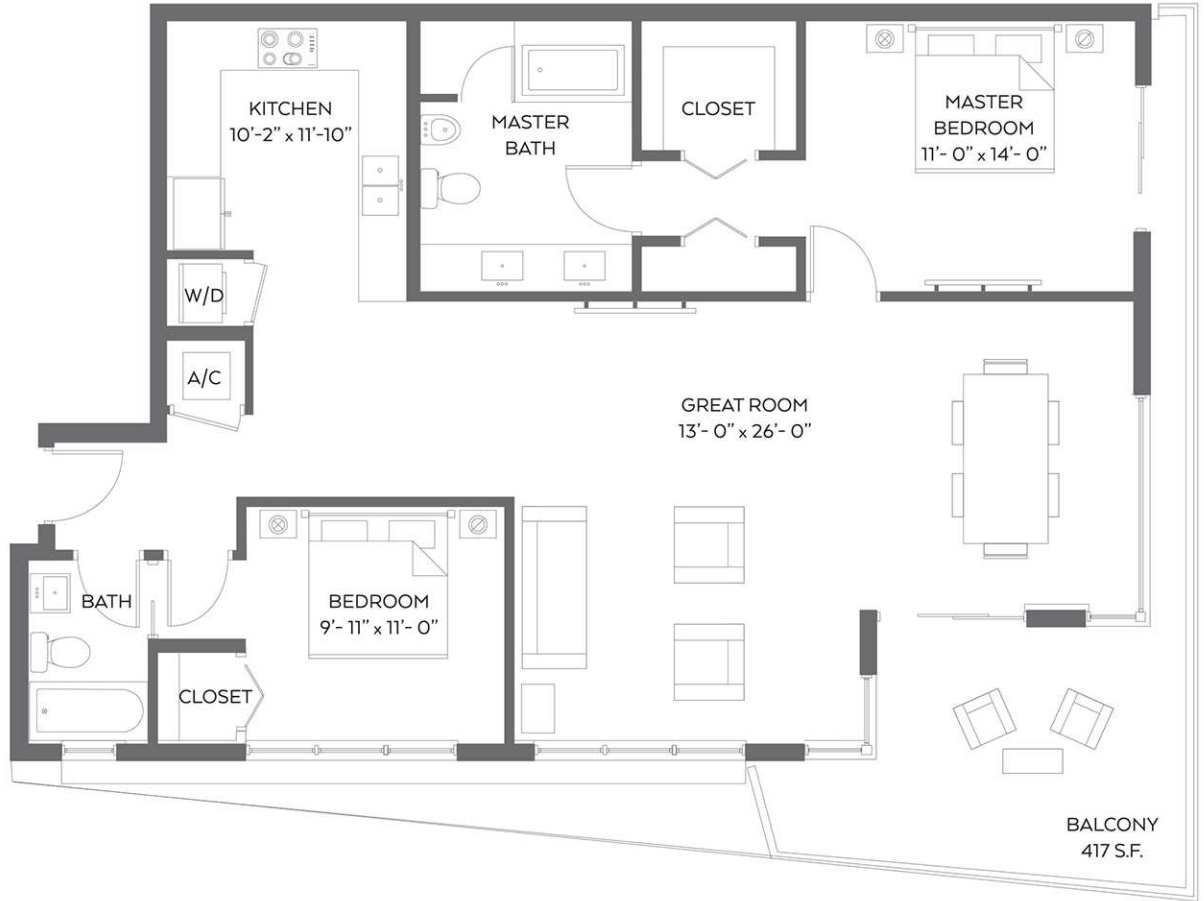 KITCHEN
10'-2" x 11'-10"
MASTER
BATH
CLOSET
MASTER
BEDROOM
11'- 0" x 14'- 0"
W/D
A/C
GREAT ROOM
13'- 0" x 26'- 0"
BATH
BEDROOM
9'- 11" x 11'- 0"
CLOSET
BALCONY
417 S.F.